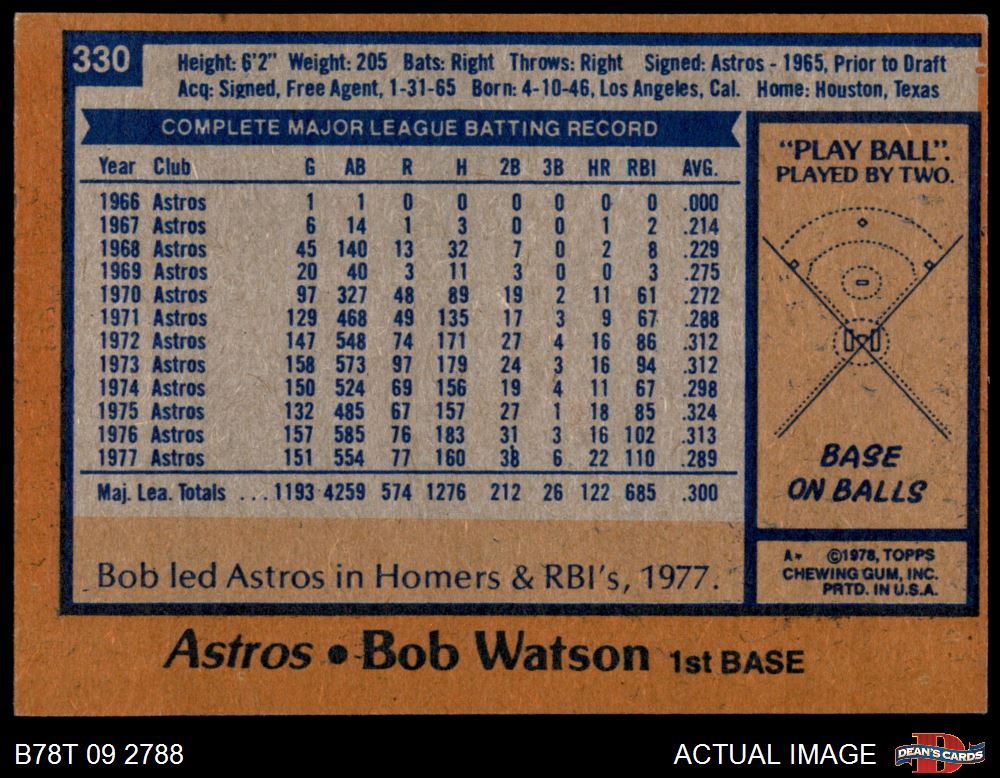 330
Height: 6'2" Weight: 205 Bats: Right Throws: Right Signed: Astros - 1965, Prior to Draft
Acq: Signed, Free Agent, 1-31-65 Born: 4-10-46, Los Angeles, Cal. Home: Houston, Texas
COMPLETE MAJOR LEAGUE BATTING RECORD
Year Club G AB R H 2B 3B HR RBI AVG.
1966 Astros 1 1 0 0 0 0 0 0 .000
1967 Astros 6 14 1 3 0 0 1 2 .214
1968 Astros 45 140 13 32 7 0 2 8 .229
1969 Astros 20 40 3 11 3 0 0 3 .275
1970 Astros 97 327 48 89 19 2 11 61 .272
1971 Astros 129 468 49 135 17 3 9 67 .288
1972 Astros 147 548 74 171 27 4 16 86 .312
1973 Astros 158 573 97 179 24 3 16 94 .312
1974 Astros 150 524 69 156 19 4 11 67 .298
1975 Astros 132 485 67 157 27 1 18 85 .324
1976 Astros 157 585 76 183 31 3 16 102 .313
1977 Astros 151 554 77 160 38 6 22 110 .289
Maj. Lea. Totals ... 1193 4259 574 1276 212 26 122 685 .300
Bob led Astros in Homers & RBI's, 1977.
"PLAY BALL".
PLAYED BY TWO.
BASE
ON BALLS
A* ©1978, TOPPS
CHEWING GUM, INC.
PRTD. IN U.S.A.
Astros • Bob Watson 1st BASE
B78T 09 2788
ACTUAL IMAGE
DEAN'S CARDS